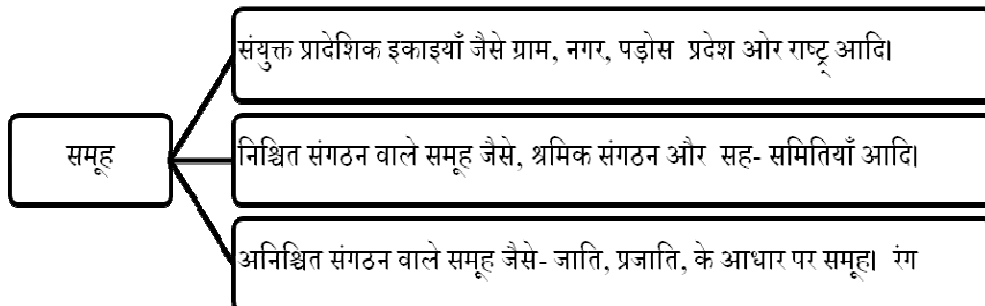 संयुक्त प्रादेशिक इकाइयाँ जैसे ग्राम, नगर, पड़ोस प्रदेश ओर राष्ट्र् आदि।
समूह
निश्चित संगठन वाले समूह जैसे, श्रमिक संगठन और सह- समितियाँ आदि।
अनिश्चित संगठन वाले समूह जैसे- जाति, प्रजाति, के आधार पर समूह। रंग